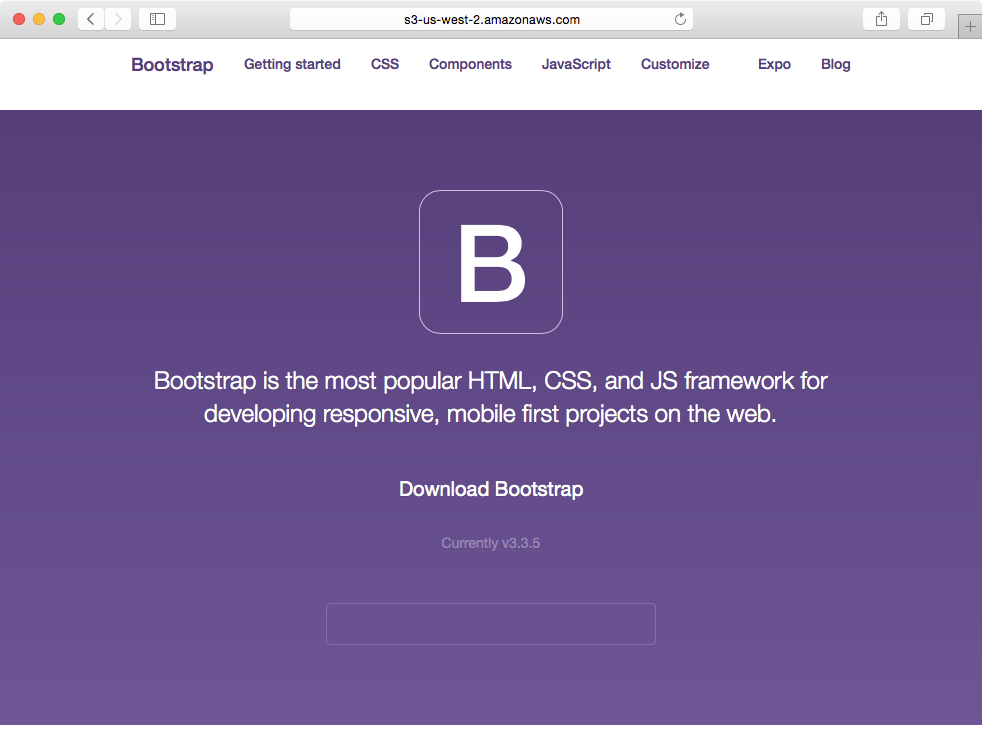 s3-us-west-2.amazonaws.com
Bootstrap Getting started CSS Components JavaScript Customize Expo Blog
B
Bootstrap is the most popular HTML, CSS, and JS framework for
developing responsive, mobile first projects on the web.
Download Bootstrap
Currently v3.3.5